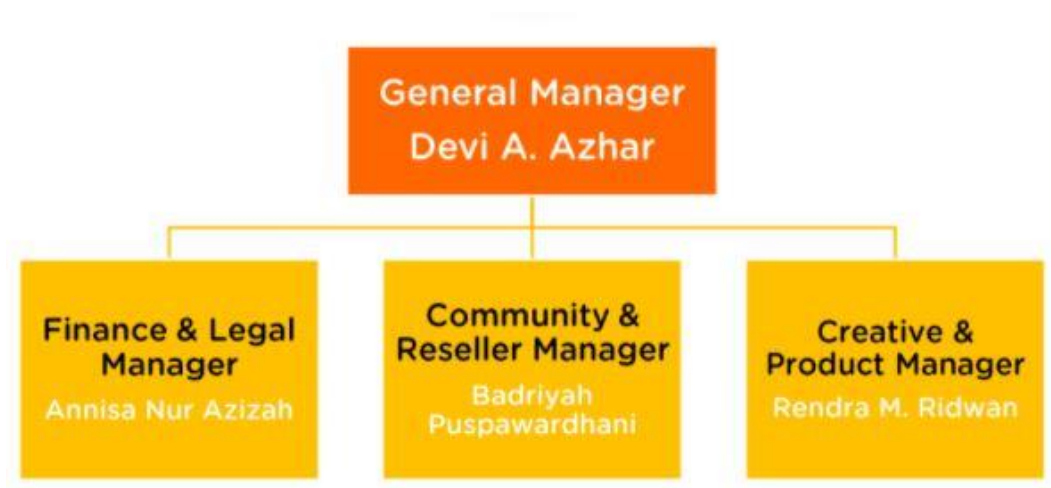 General Manager
Devi A. Azhar
Finance & Legal
Manager
Annisa Nur Azizah
Community &
Reseller Manager
Badriyah
Puspawardhani
Creative &
Product Manager
Rendra M. Ridwan